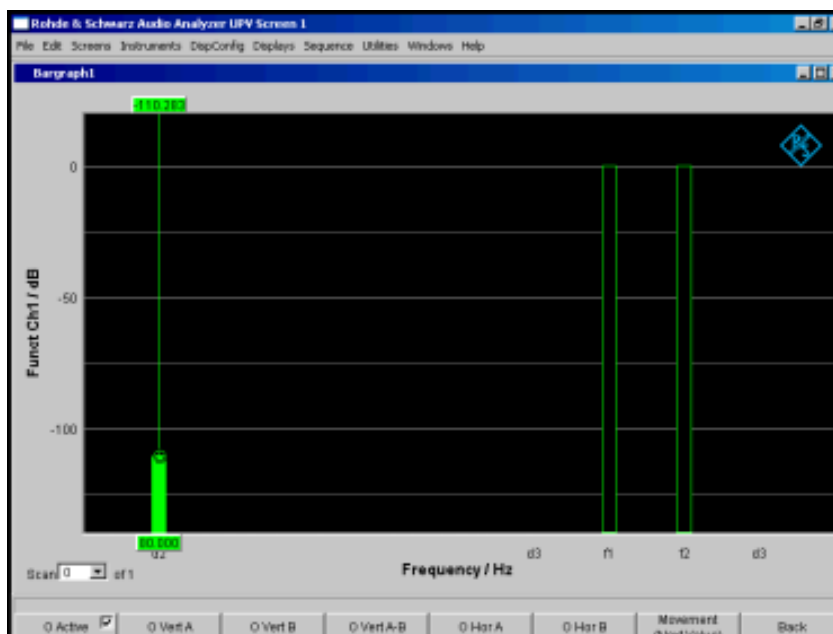 Rohde & Schwarz Audio Analyzer UPV Screen 1
File Edit Screens Instruments DispConfig Displays Sequence Utilities Windows Help
Bargraph1
-110.283
0
-50
-100
Funct Ch1 / dB
80.000
d2 d3 f1 f2 d3
Frequency / Hz
Scan 0 of 1
O Active O Vert A O Vert B O Vert A-B O Hor A O Hor B Movement Back